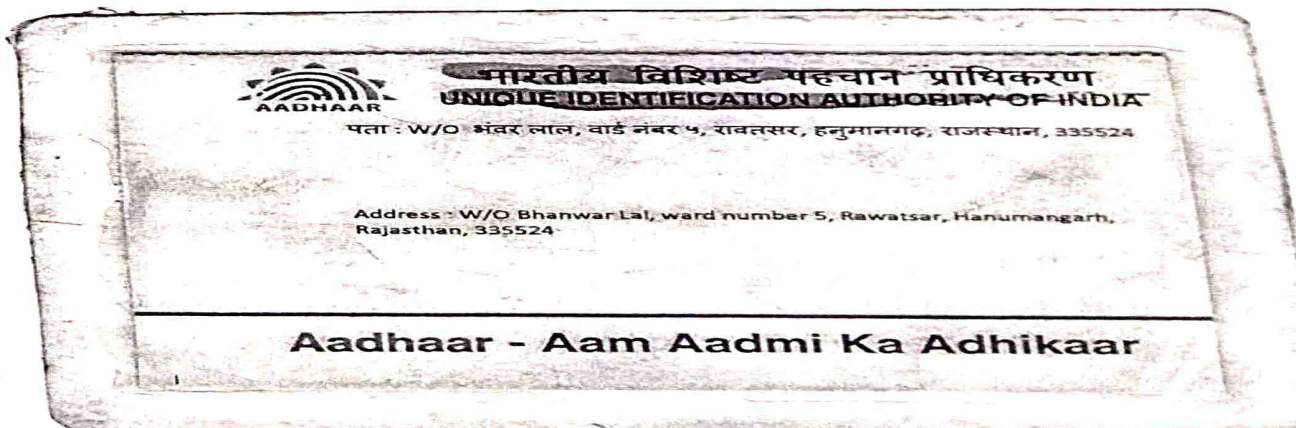 भारतीय विशिष्ट पहचान प्राधिकरण
AADHAAR
UNIQUE IDENTIFICATION AUTHORITY OF INDIA
पता : W/O भंवर लाल, वार्ड नंबर ५, रावतसर, हनुमानगढ़, राजस्थान, 335524
Address : W/O Bhanwar Lal, ward number 5, Rawatsar, Hanumangarh,
Rajasthan, 335524
Aadhaar - Aam Aadmi Ka Adhikaar